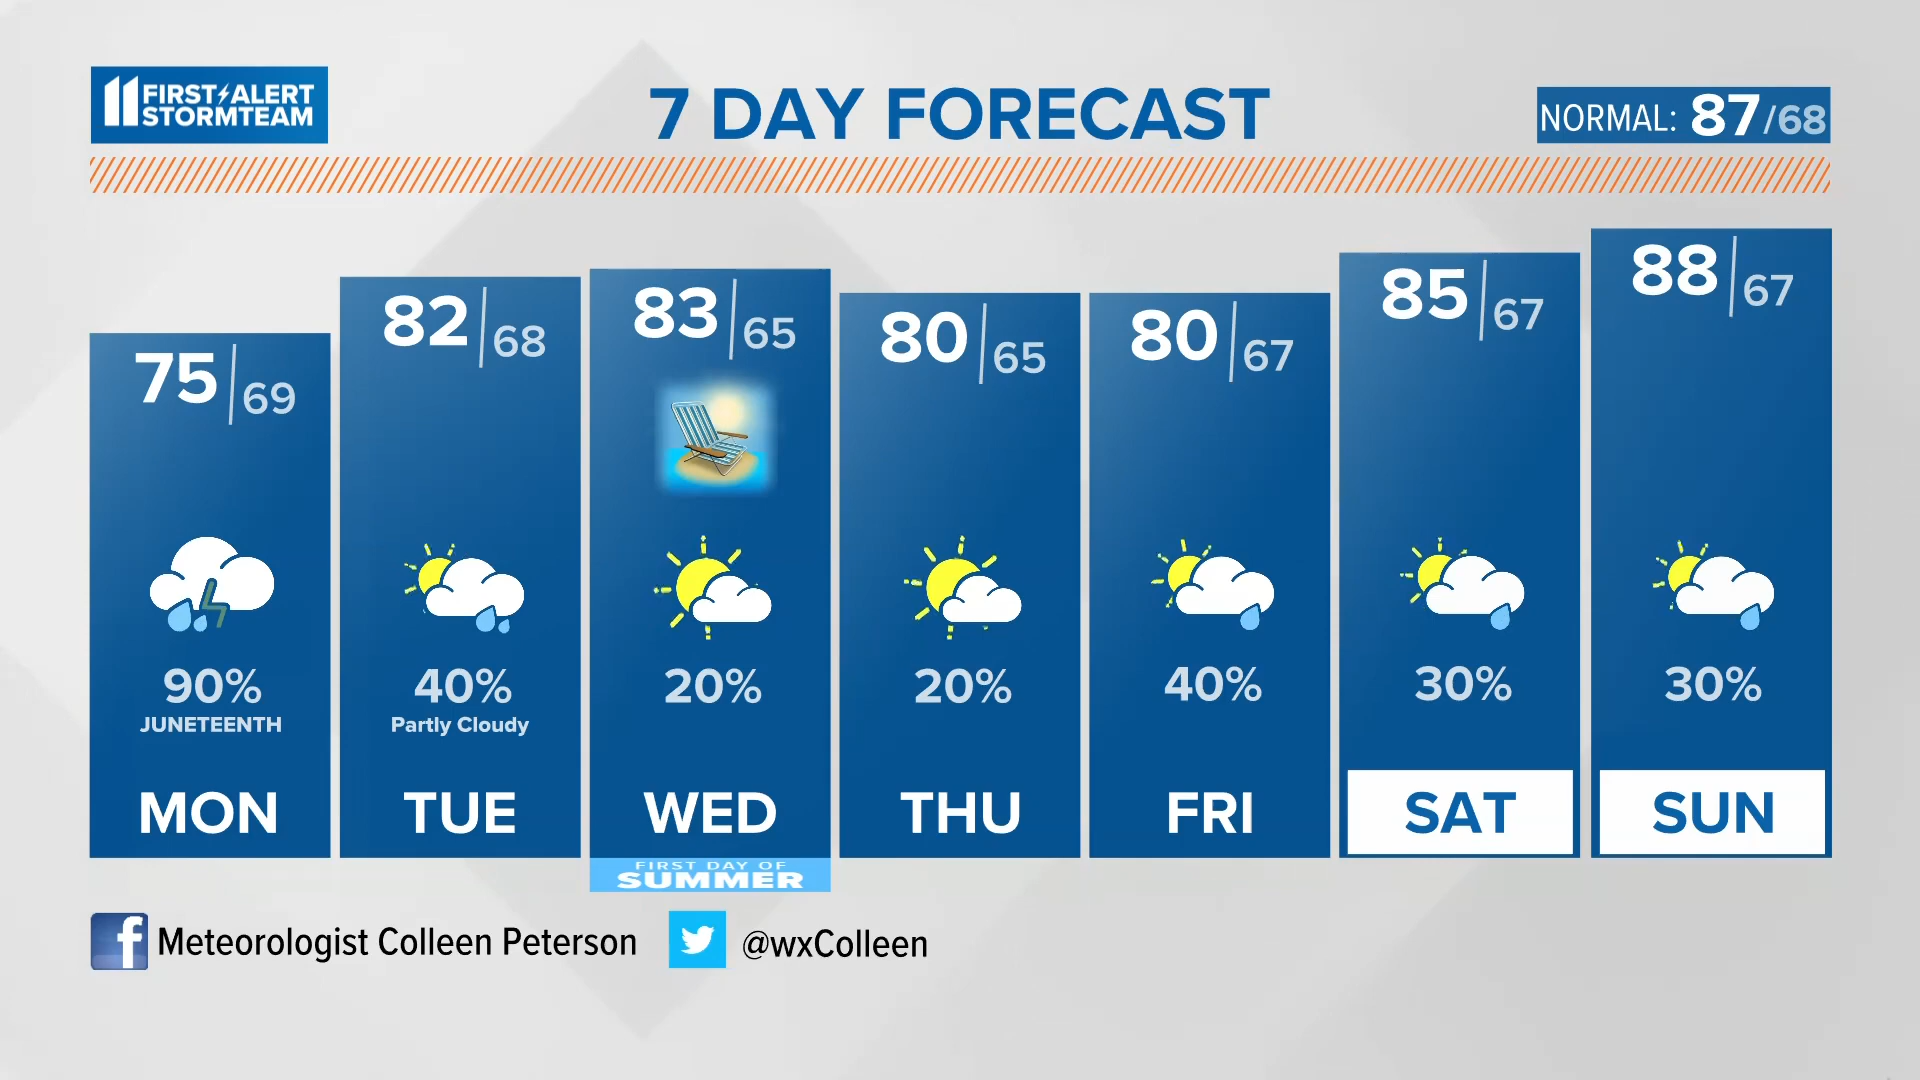 11 FIRST ALERT
STORMTEAM
7 DAY FORECAST
NORMAL: 87/68
75/69
82/68
83/65
80/65
80/67
85/67
88/67
90%
40%
20%
20%
40%
30%
30%
JUNETEENTH
Partly Cloudy
MON
TUE
WED
THU
FRI
SAT
SUN
FIRST DAY OF
SUMMER
f Meteorologist Colleen Peterson
@wxColleen